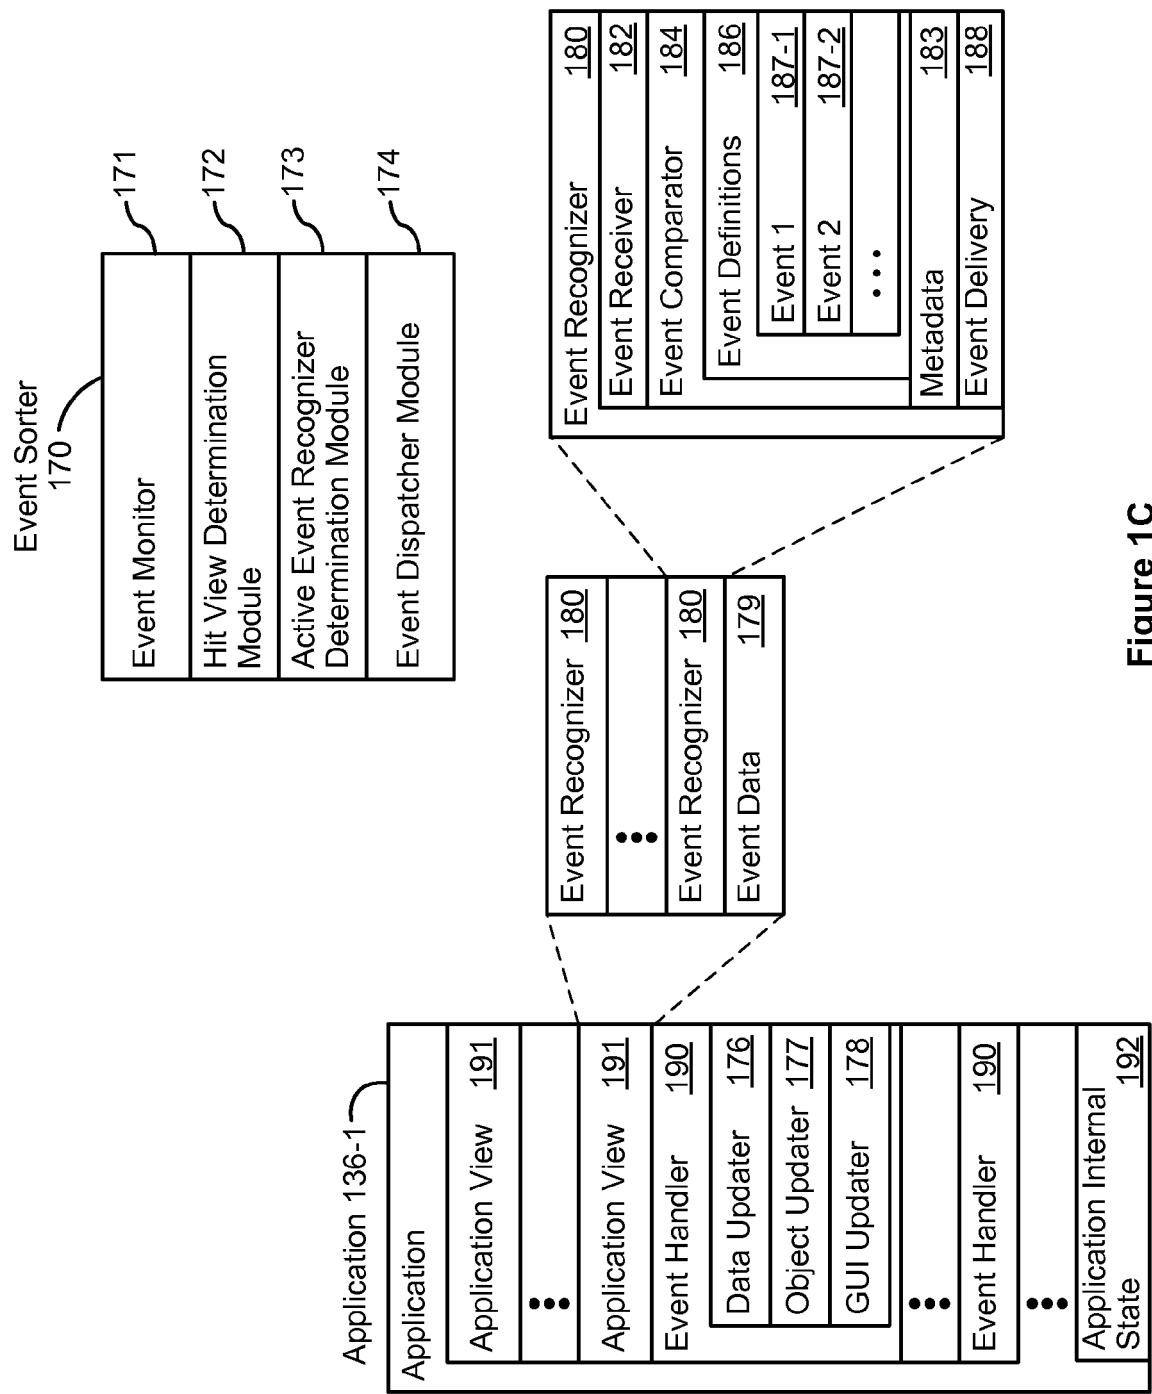 Event Sorter
170
Event Monitor
171
Hit View Determination
Module
172
Active Event Recognizer
Determination Module
173
Event Dispatcher Module
174
Application 136-1
Application
Application View 191
•••
Application View 191
Event Handler 190
Data Updater 176
Object Updater 177
GUI Updater 178
•••
Event Handler 190
•••
Application Internal
State 192
Event Recognizer 180
•••
Event Recognizer 180
Event Data 179
Event Recognizer 180
Event Receiver 182
Event Comparator 184
Event Definitions 186
Event 1 187-1
Event 2 187-2
•••
Metadata 183
Event Delivery 188
Figure 1C